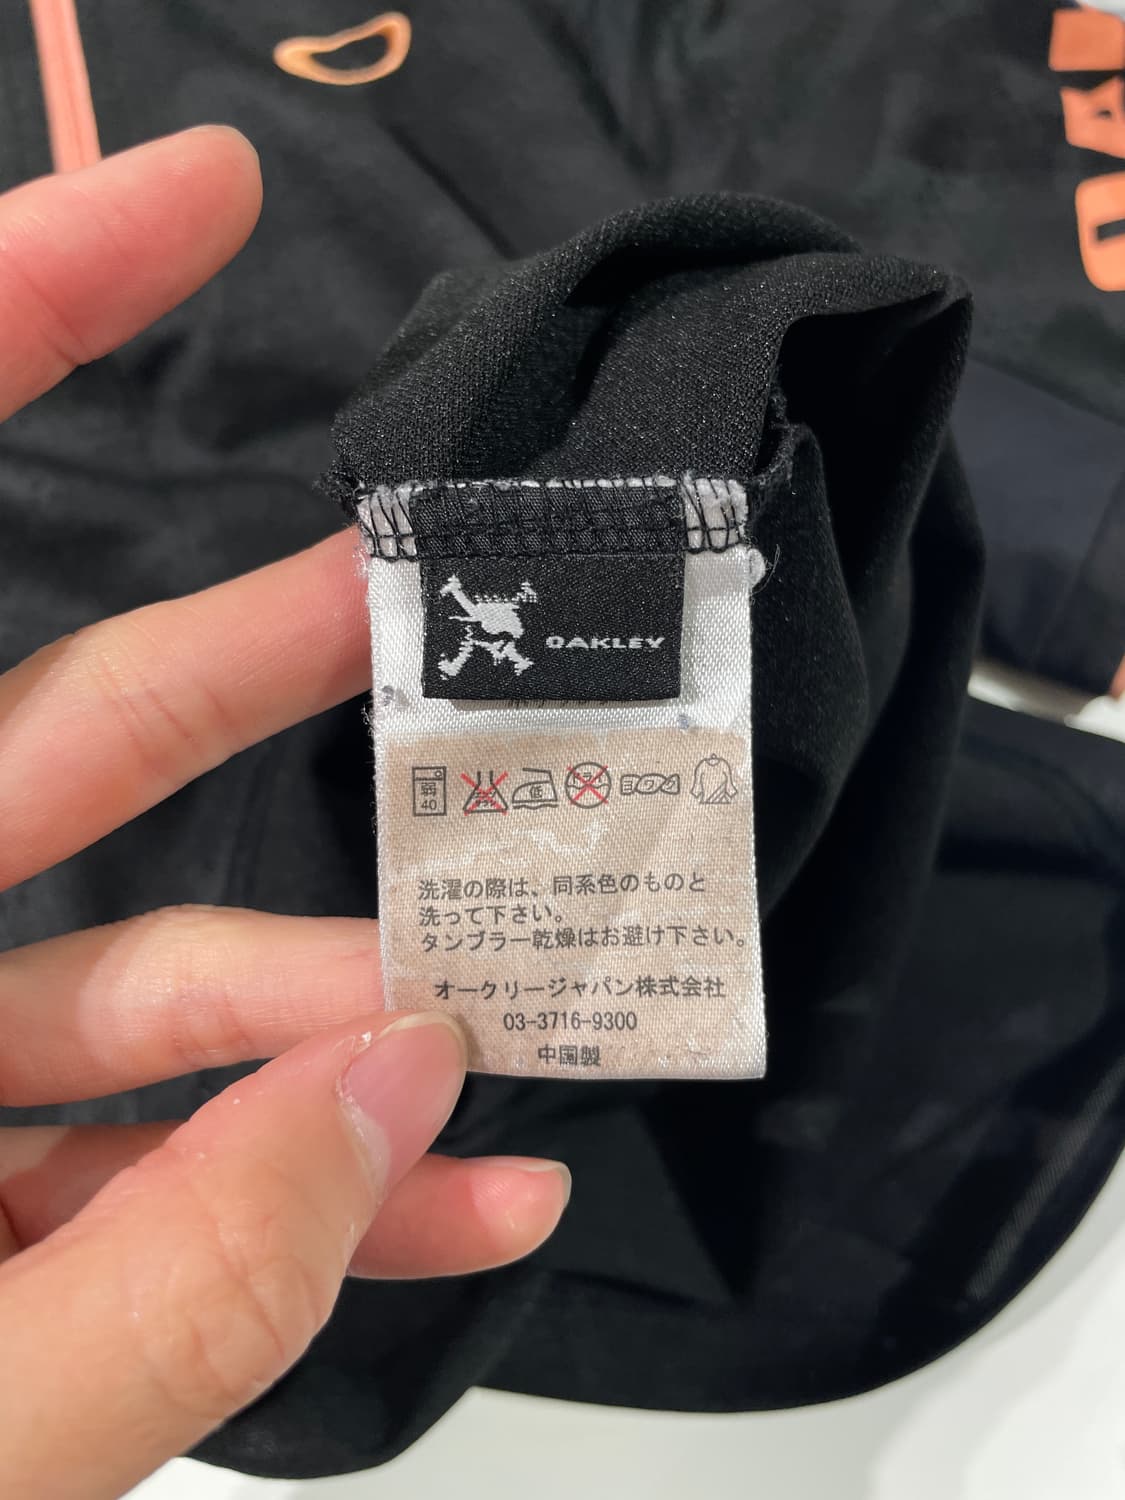 OAKLEY
弱
40
低
洗濯の際は、同系色のものと
洗って下さい。
タンブラー乾燥はお避け下さい。
オークリージャパン株式会社
03-3716-9300
中国製